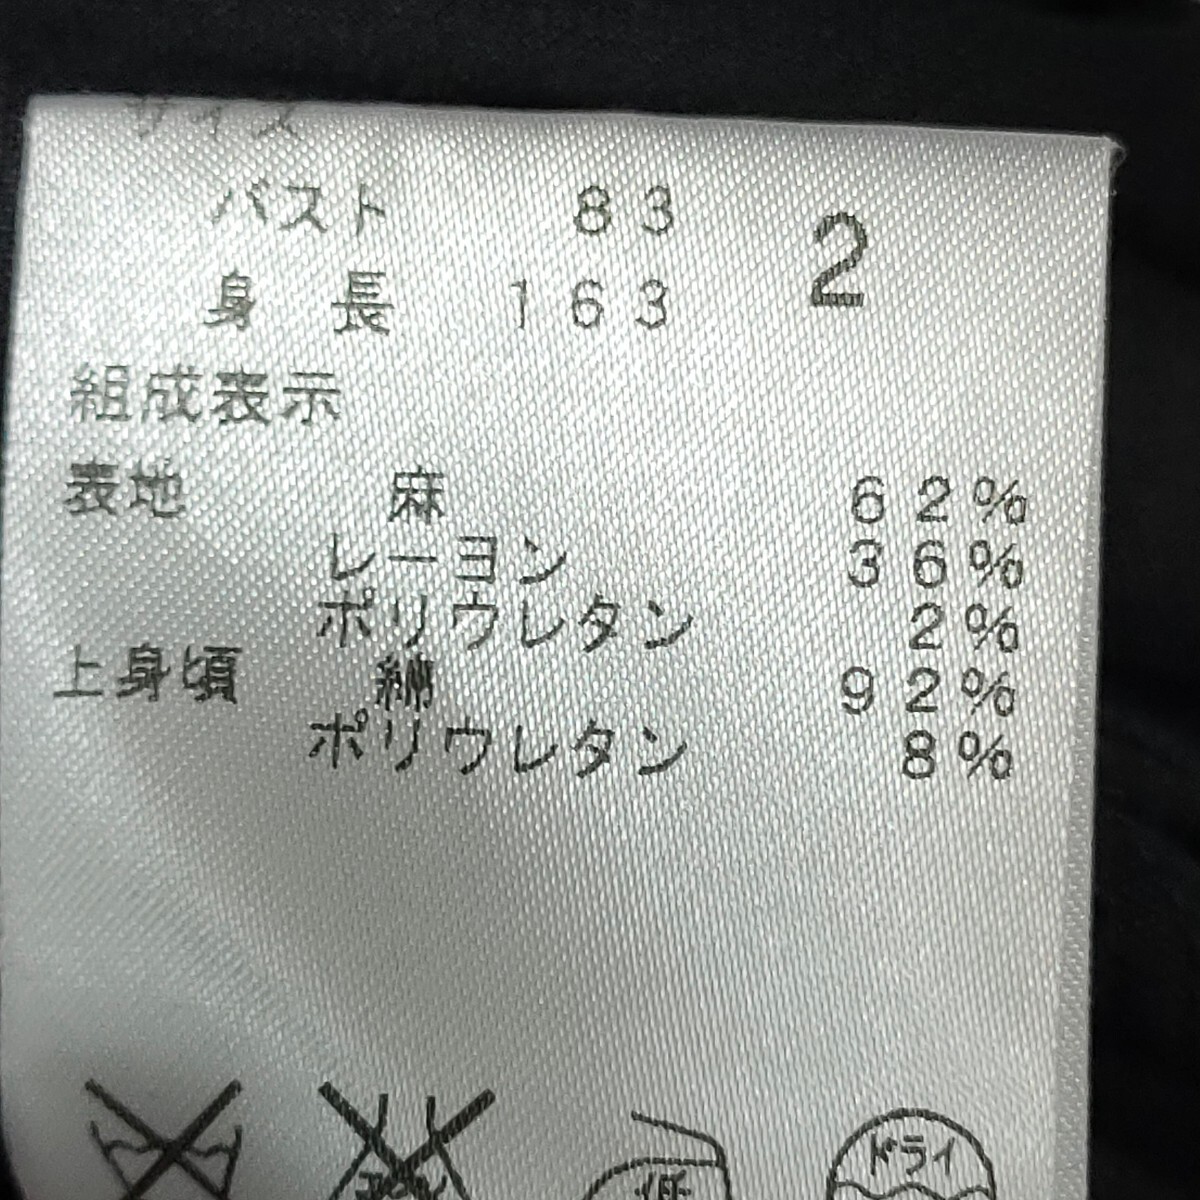 サイズ
バスト 83
2
身長 163
組成表示
表地 麻 62%
レーヨン 36%
ポリウレタン 2%
上身頃 綿 92%
ポリウレタン 8%
低 ドライ